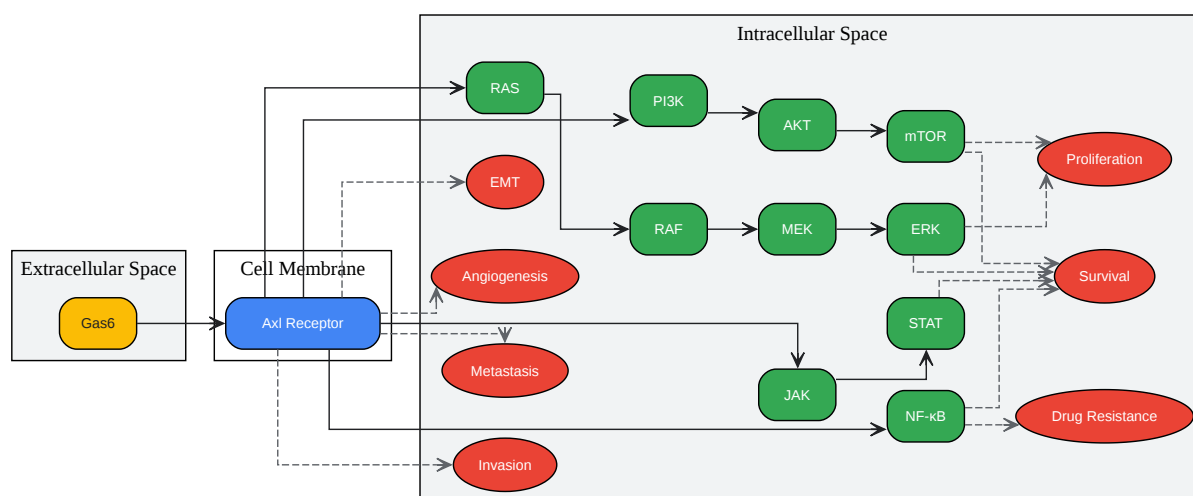 Intracellular Space
RAS
PI3K
AKT
mTOR
Proliferation
EMT
RAF
MEK
ERK
Extracellular Space
Cell Membrane
Angiogenesis
Survival
Gas6
Axl Receptor
STAT
Metastasis
JAK
NF-κB
Drug Resistance
Invasion